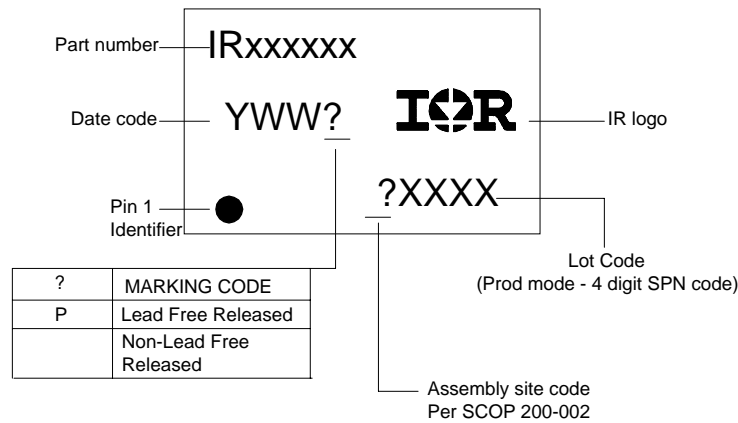 Part number
IRxxxxxx
Date code
YWW?
IOR
IR logo
?XXXX
Pin 1
Identifier
Lot Code
(Prod mode - 4 digit SPN code)
? MARKING CODE
P Lead Free Released
Non-Lead Free
Released
Assembly site code
Per SCOP 200-002